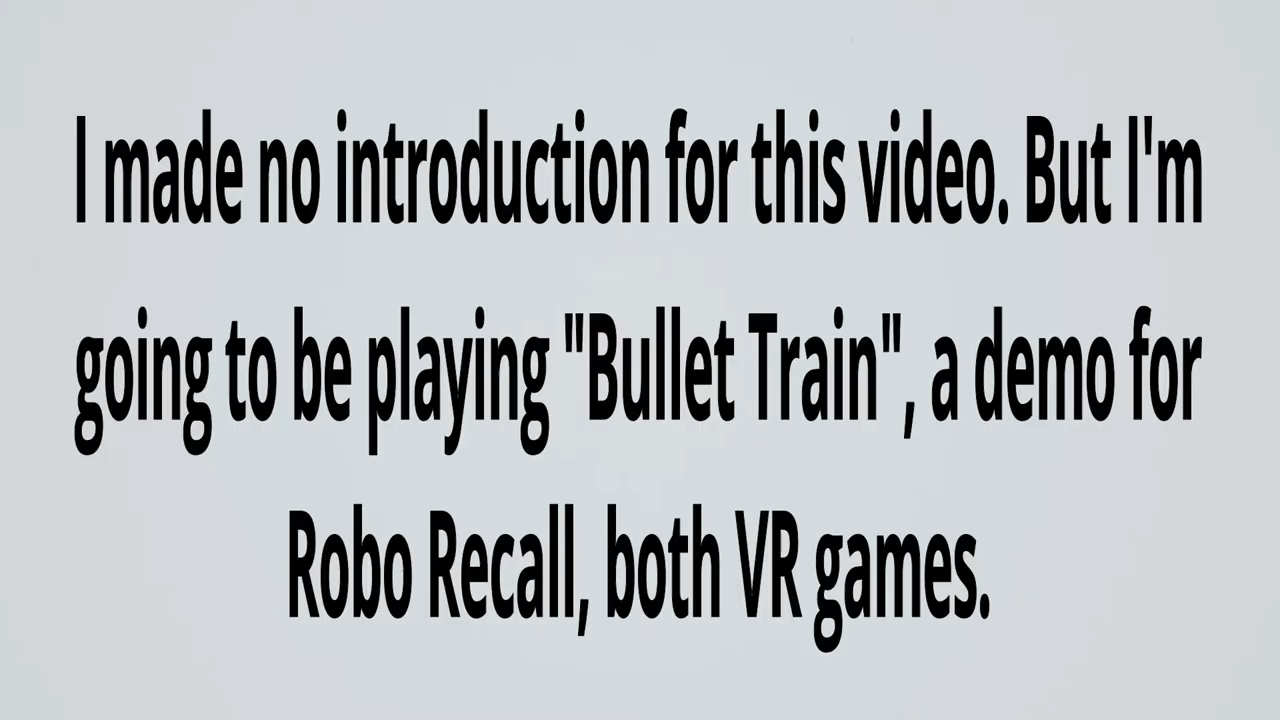 I made no introduction for this video. But I'm
going to be playing "Bullet Train", a demo for
Robo Recall, both VR games.